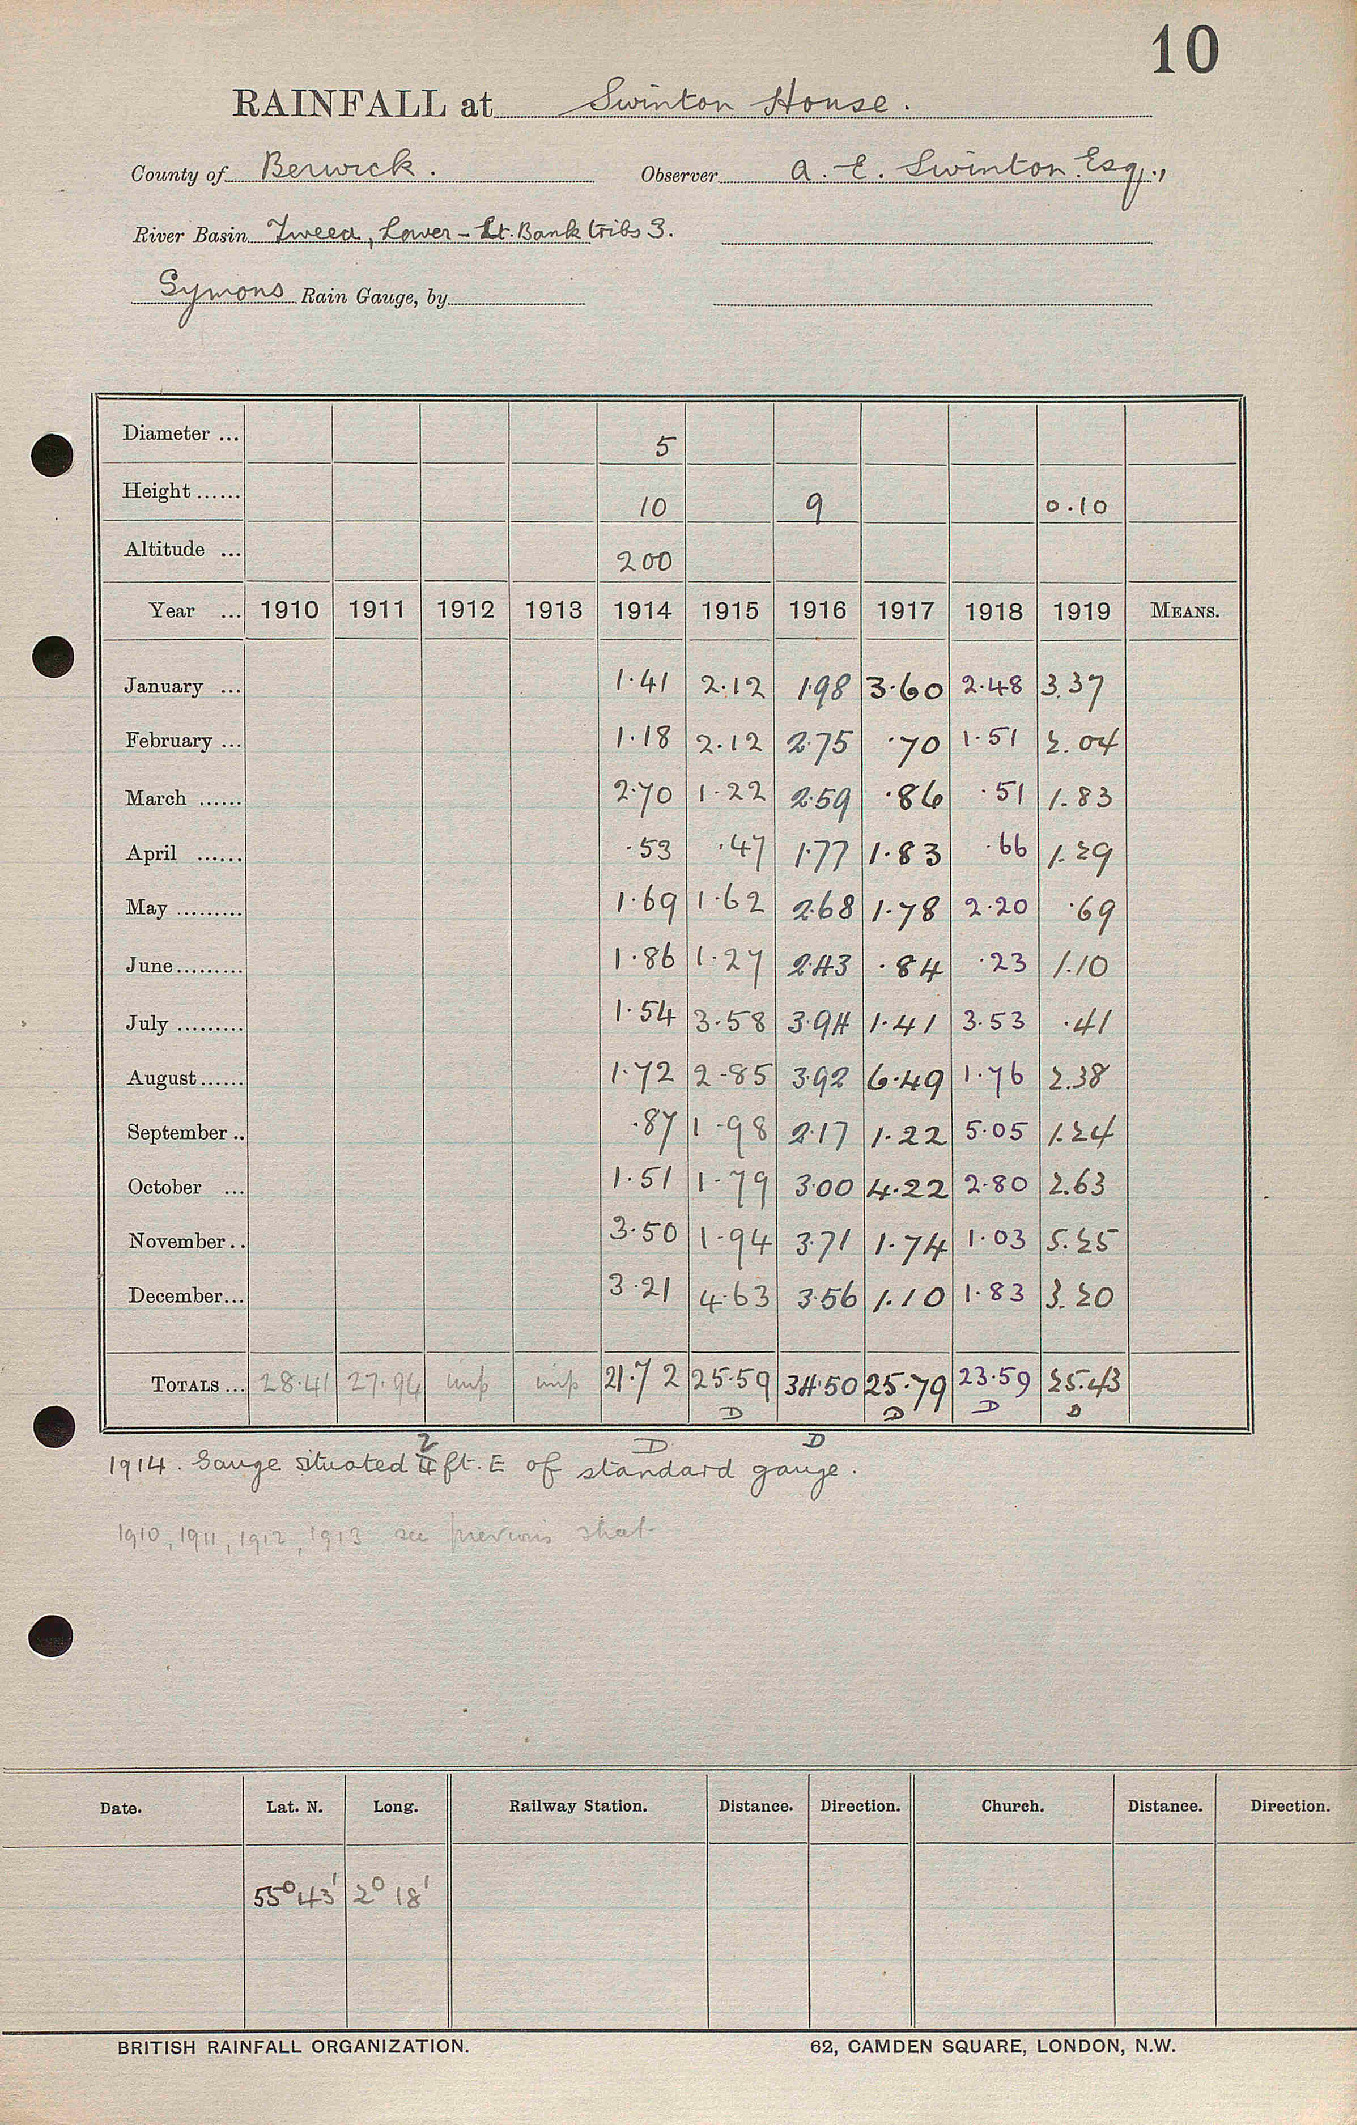 10
RAINFALL at Swinton House.
County of Berwick. Observer A. E. Swinton Esq.,
River Basin Tweed, Lower - Lt. Bank tribs 3.
Symons Rain Gauge, by
Diameter ... 5
Height ...... 10 9 0.10
Altitude ... 200
Year ... 1910 1911 1912 1913 1914 1915 1916 1917 1918 1919 MEANS.
January ... 1.41 2.12 1.98 3.60 2.48 3.37
February ... 1.18 2.12 2.75 .70 1.51 2.04
March ...... 2.70 1.22 2.59 .86 .51 1.83
April ...... .53 .47 1.77 1.83 .66 1.29
May ......... 1.69 1.62 2.68 1.78 2.20 .69
June......... 1.86 1.27 2.43 .84 .23 1.10
July ......... 1.54 3.58 3.94 1.41 3.53 .41
August...... 1.72 2.85 3.92 6.49 1.76 2.38
September .. .87 1.98 2.17 1.22 5.05 1.24
October ... 1.51 1.79 3.00 4.22 2.80 2.63
November .. 3.50 1.94 3.71 1.74 1.03 5.25
December... 3.21 4.63 3.56 1.10 1.83 3.20
TOTALS ... 28.41 27.94 imp imp 21.72 25.59 34.50 25.79 23.59 25.43
D D D D
D D
2
1914. Gauge situated 4 ft. E of standard gauge.
1910, 1911, 1912, 1913 see previous sheet
Date. Lat. N. Long. Railway Station. Distance. Direction. Church. Distance. Direction.
55° 43' 2° 18'
BRITISH RAINFALL ORGANIZATION. 62, CAMDEN SQUARE, LONDON, N.W.